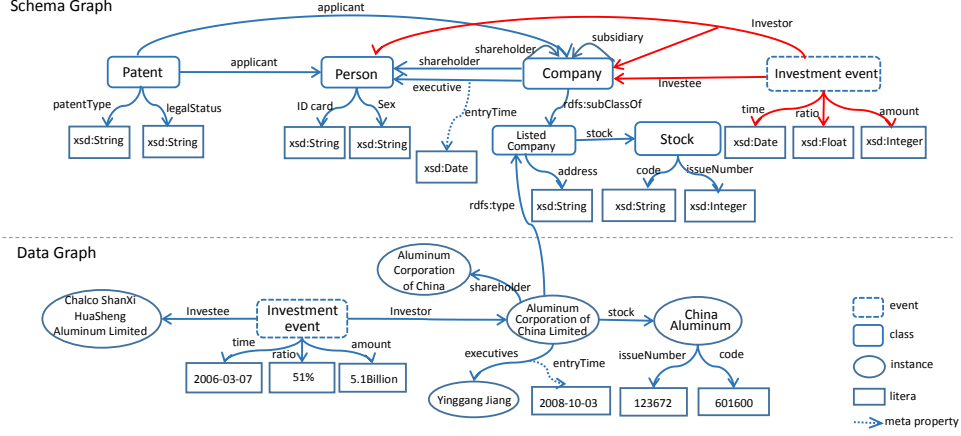 Schema Graph
applicant
Investor
shareholder
subsidiary
Patent
applicant
Person
shareholder
executive
Company
Investee
Investment event
patentType
legalStatus
ID card
Sex
entryTime
rdfs:subClassOf
time
ratio
amount
xsd:String
xsd:String
xsd:String
xsd:String
xsd:Date
Listed
Company
stock
Stock
xsd:Date
xsd:Float
xsd:Integer
address
code
issueNumber
rdfs:type
xsd:String
xsd:String
xsd:Integer
Data Graph
Aluminum
Corporation
of China
shareholder
Chalco ShanXi
HuaSheng
Aluminum Limited
Investee
Investment
event
Investor
Aluminum
Corporation of
China Limited
stock
China
Aluminum
time
ratio
amount
2006-03-07
51%
5.1Billion
executives
entryTime
issueNumber
code
Yinggang Jiang
2008-10-03
123672
601600
event
class
instance
litera
meta property